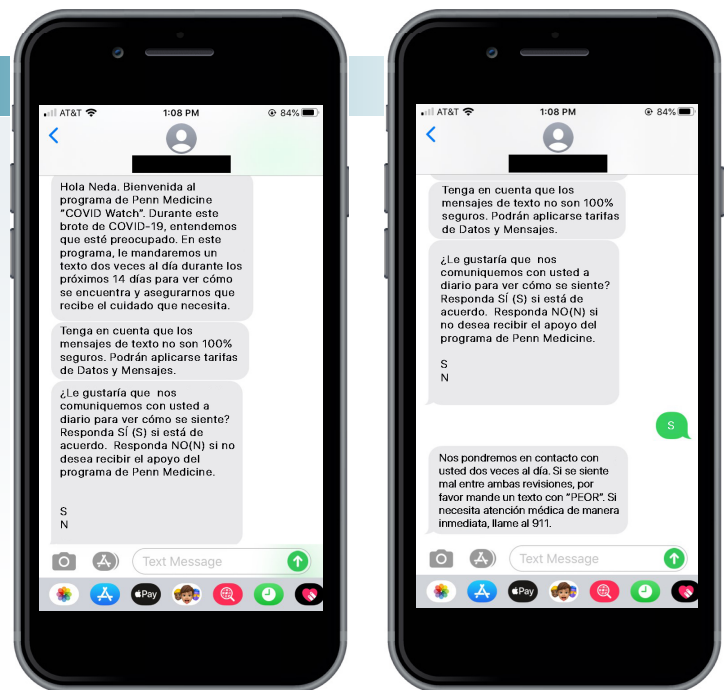 AT&T 1:08 PM 84%
Hola Neda. Bienvenida al
programa de Penn Medicine
“COVID Watch”. Durante este
brote de COVID-19, entendemos
que esté preocupado. En este
programa, le mandaremos un
texto dos veces al día durante los
próximos 14 días para ver cómo
se encuentra y asegurarnos que
recibe el cuidado que necesita.
Tenga en cuenta que los
mensajes de texto no son 100%
seguros. Podrán aplicarse tarifas
de Datos y Mensajes.
¿Le gustaría que nos
comuniquemos con usted a
diario para ver cómo se siente?
Responda SÍ (S) si está de
acuerdo. Responda NO(N) si no
desea recibir el apoyo del
programa de Penn Medicine.
S
N
Text Message
Pay
AT&T 1:08 PM 84%
Tenga en cuenta que los
mensajes de texto no son 100%
seguros. Podrán aplicarse tarifas
de Datos y Mensajes.
¿Le gustaría que nos
comuniquemos con usted a
diario para ver cómo se siente?
Responda SÍ (S) si está de
acuerdo. Responda NO(N) si
no desea recibir el apoyo del
programa de Penn Medicine.
S
N
S
Nos pondremos en contacto con
usted dos veces al día. Si se siente
mal entre ambas revisiones, por
favor mande un texto con “PEOR”. Si
necesita atención médica de manera
inmediata, llame al 911.
Text Message
Pay